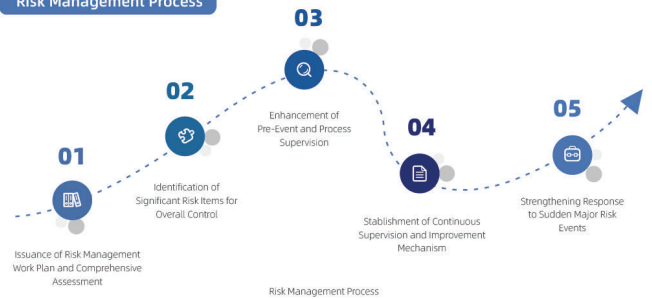 Risk Management Process
01
Issuance of Risk Management
Work Plan and Comprehensive
Assessment
02
Identification of
Significant Risk Items for
Overall Control
03
Enhancement of
Pre-Event and Process
Supervision
04
Stablishment of Continuous
Supervision and Improvement
Mechanism
05
Strengthening Response
to Sudden Major Risk
Events
Risk Management Process